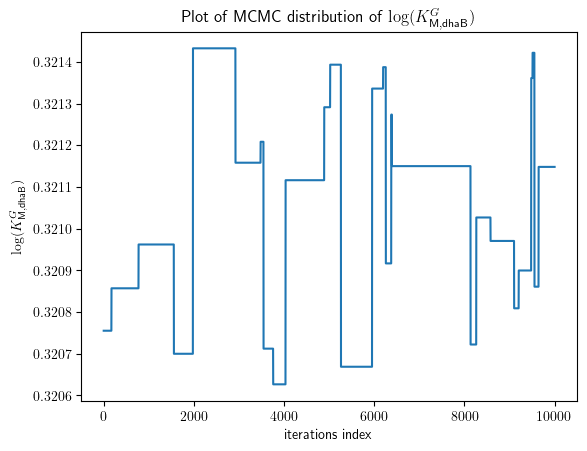 Plot of MCMC distribution of log(K^G_M,dhaB)
0.3214
0.3213
0.3212
0.3211
0.3210
0.3209
0.3208
0.3207
0.3206
log(K^G_M,dhaB)
0 2000 4000 6000 8000 10000
iterations index